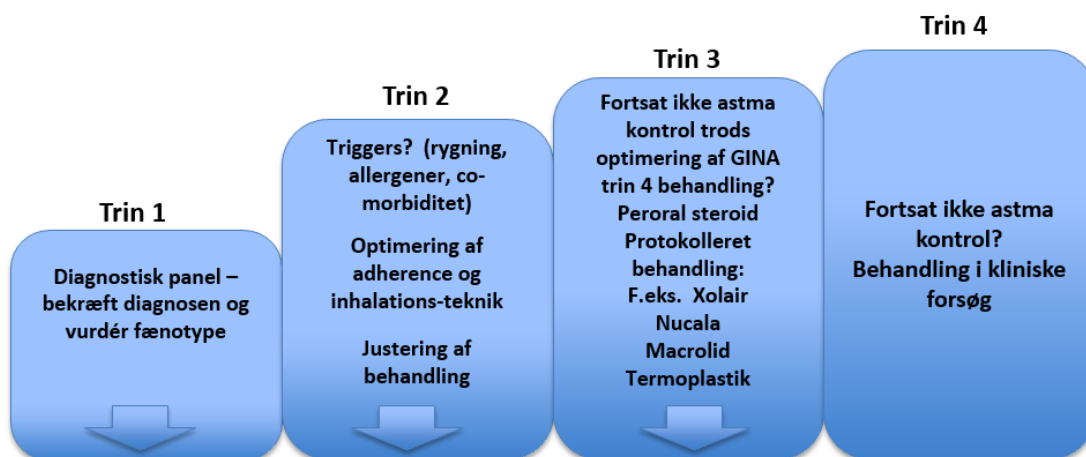 Trin 1
Diagnostisk panel –
bekræft diagnosen og
vurdér fænotype
Trin 2
Triggers? (rygning,
allergener, co-
morbiditet)
Optimering af
adherence og
inhalations-teknik
Justering af
behandling
Trin 3
Fortsat ikke astma
kontrol trods
optimering af GINA
trin 4 behandling?
Peroral steroid
Protokolleret
behandling:
F.eks. Xolair
Nucala
Macrolid
Termoplastik
Trin 4
Fortsat ikke astma
kontrol?
Behandling i kliniske
forsøg